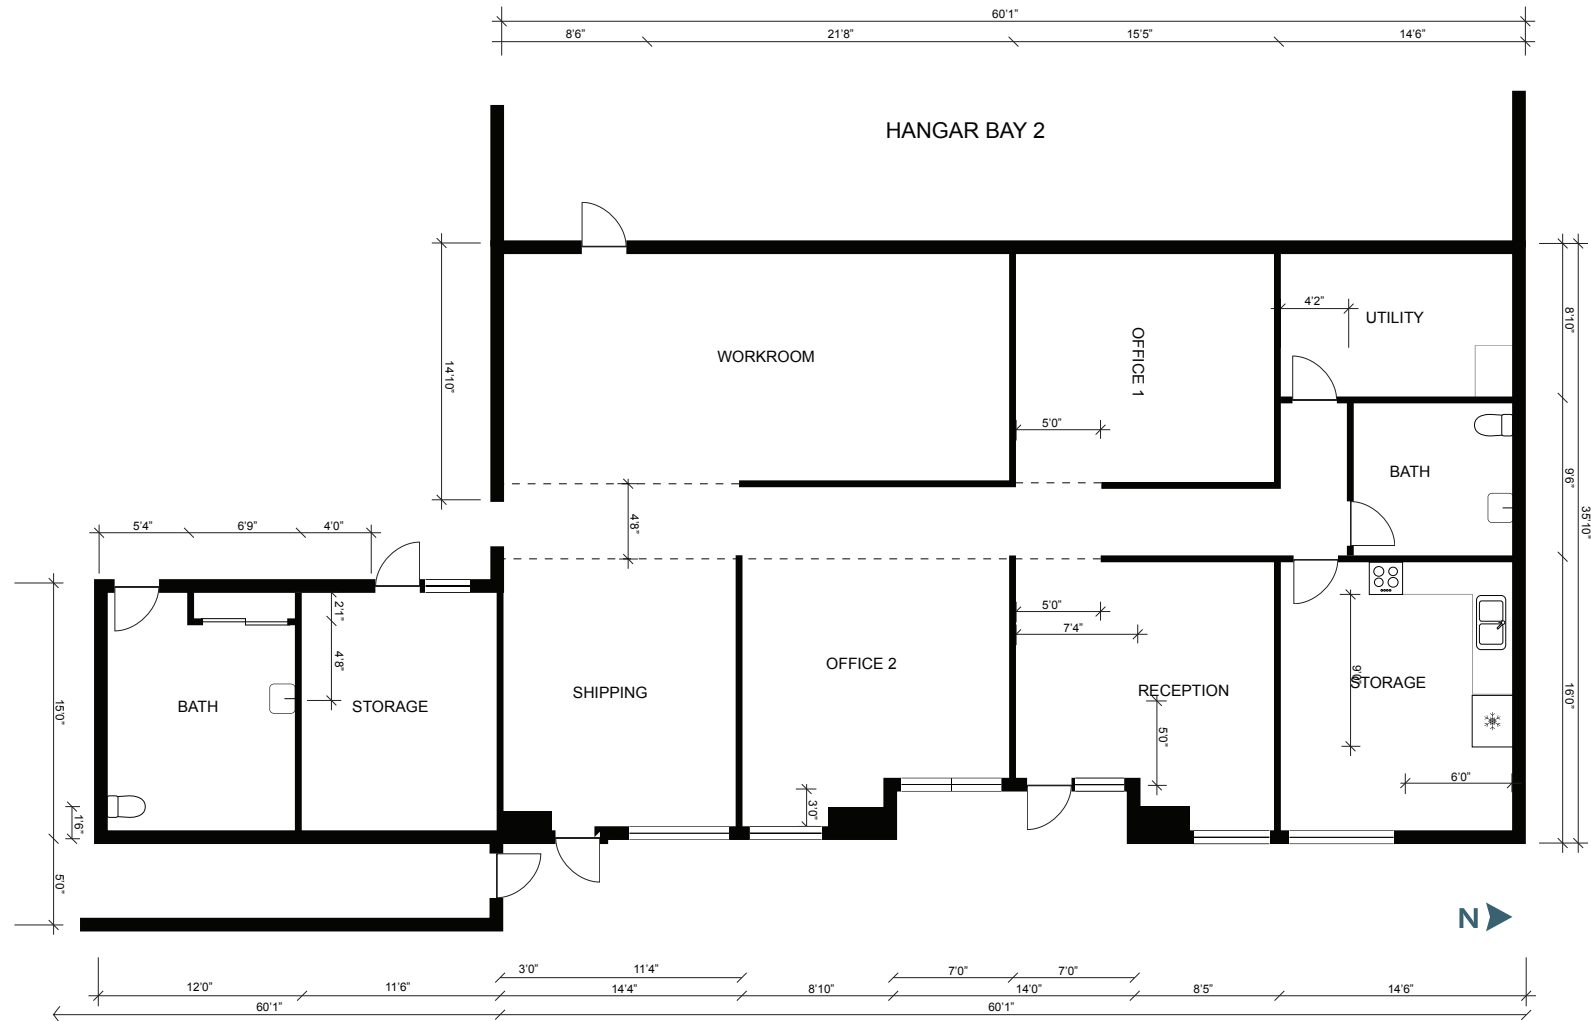 60'1"
8'6" 21'8" 15'5" 14'6"
HANGAR BAY 2
14'10"
WORKROOM
OFFICE 1
4'2"
UTILITY
8'10"
5'0"
BATH
9'6"
35'10"
4'8"
5'4" 6'9" 4'0"
2'1"
4'8"
15'0"
BATH
STORAGE
SHIPPING
OFFICE 2
5'0"
7'4"
RECEPTION
5'0"
9'0"
STORAGE
16'0"
6'0"
3'0"
1'6"
5'0"
N
3'0" 11'4" 7'0" 7'0"
12'0" 11'6" 14'4" 8'10" 14'0" 8'5" 14'6"
60'1" 60'1"